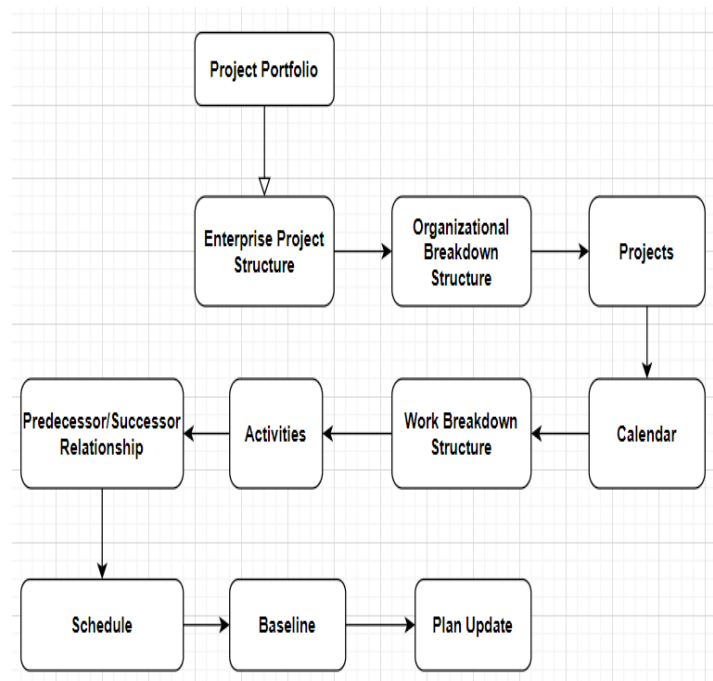 Project Portfolio
Enterprise Project
Structure
Organizational
Breakdown
Structure
Projects
Predecessor/Successor
Relationship
Activities
Work Breakdown
Structure
Calendar
Schedule
Baseline
Plan Update